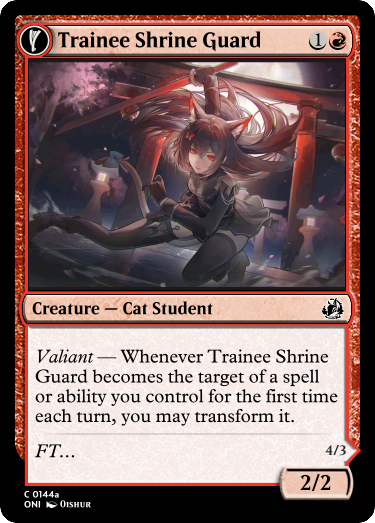 Trainee Shrine Guard 1
Creature — Cat Student
Valiant — Whenever Trainee Shrine
Guard becomes the target of a spell
or ability you control for the first time
each turn, you may transform it.
FT...
4/3
2/2
C 0144a
ONI OISHUR